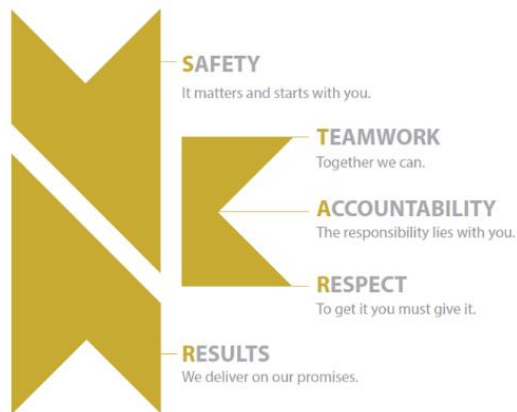 SAFETY
It matters and starts with you.
TEAMWORK
Together we can.
ACCOUNTABILITY
The responsibility lies with you.
RESPECT
To get it you must give it.
RESULTS
We deliver on our promises.